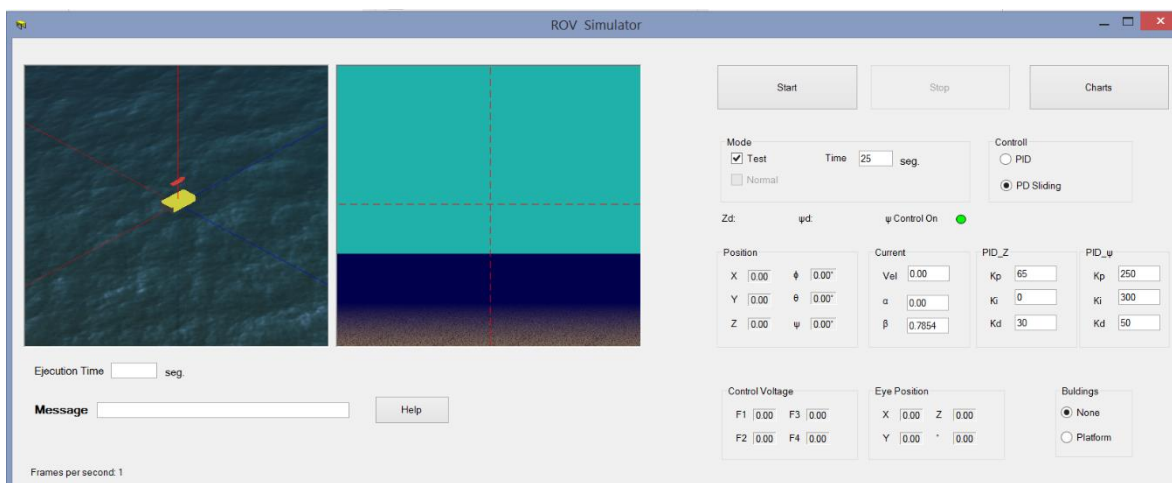 ROV Simulator
Start Stop Charts
Mode
Test Time 25 seg.
Normal
Controll
PID
PD Sliding
Zd: ψd: ψ Control On
Position
X 0.00 ϕ 0.00°
Y 0.00 θ 0.00°
Z 0.00 ψ 0.00°
Current
Vel 0.00
α 0.00
β 0.7854
PID_Z
Kp 65
Ki 0
Kd 30
PID_ψ
Kp 250
Ki 300
Kd 50
Ejecution Time seg.
Message Help
Control Voltage
F1 0.00 F3 0.00
F2 0.00 F4 0.00
Eye Position
X 0.00 Z 0.00
Y 0.00 ° 0.00
Buldings
None
Platform
Frames per second: 1